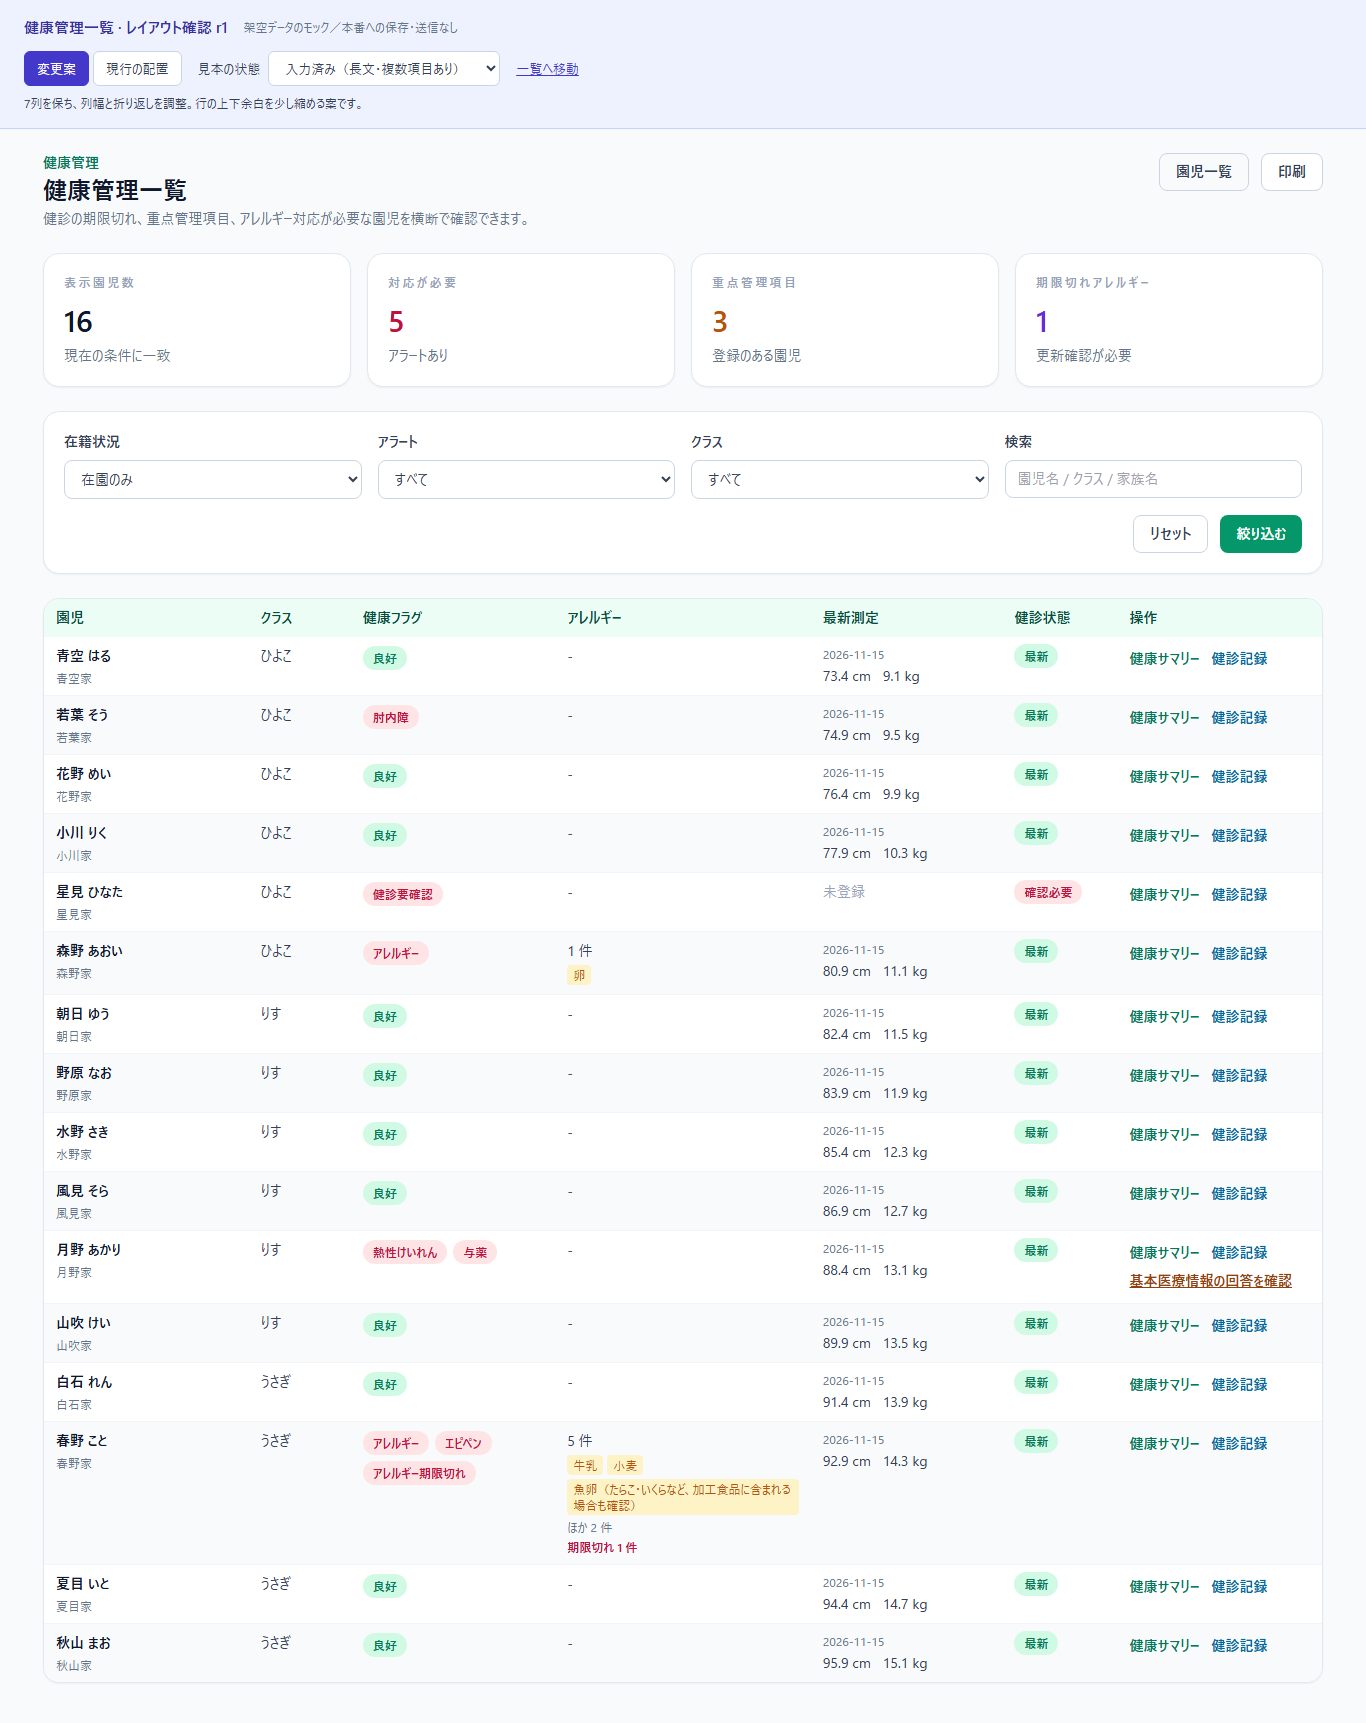 健康管理一覧・レイアウト確認 r1 架空データのモック／本番への保存・送信なし
変更案 現行の配置 見本の状態 入力済み（長文・複数項目あり） 一覧へ移動
7列を保ち、列幅と折り返しを調整。行の上下余白を少し縮める案です。
健康管理
健康管理一覧
健診の期限切れ、重点管理項目、アレルギー対応が必要な園児を横断で確認できます。
園児一覧 印刷
表示園児数
16
現在の条件に一致
対応が必要
5
アラートあり
重点管理項目
3
登録のある園児
期限切れアレルギー
1
更新確認が必要
在籍状況 アラート クラス 検索
在園のみ すべて すべて 園児名 / クラス / 家族名
リセット 絞り込む
園児 クラス 健康フラグ アレルギー 最新測定 健診状態 操作
青空 はる ひよこ 良好 - 2026-11-15 最新 健康サマリー 健診記録
青空家 73.4 cm 9.1 kg
若葉 そう ひよこ 肘内障 - 2026-11-15 最新 健康サマリー 健診記録
若葉家 74.9 cm 9.5 kg
花野 めい ひよこ 良好 - 2026-11-15 最新 健康サマリー 健診記録
花野家 76.4 cm 9.9 kg
小川 りく ひよこ 良好 - 2026-11-15 最新 健康サマリー 健診記録
小川家 77.9 cm 10.3 kg
星見 ひなた ひよこ 健診要確認 - 未登録 確認必要 健康サマリー 健診記録
星見家
森野 あおい ひよこ アレルギー 1 件 2026-11-15 最新 健康サマリー 健診記録
森野家 卵 80.9 cm 11.1 kg
朝日 ゆう りす 良好 - 2026-11-15 最新 健康サマリー 健診記録
朝日家 82.4 cm 11.5 kg
野原 なお りす 良好 - 2026-11-15 最新 健康サマリー 健診記録
野原家 83.9 cm 11.9 kg
水野 さき りす 良好 - 2026-11-15 最新 健康サマリー 健診記録
水野家 85.4 cm 12.3 kg
風見 そら りす 良好 - 2026-11-15 最新 健康サマリー 健診記録
風見家 86.9 cm 12.7 kg
月野 あかり りす 熱性けいれん 与薬 - 2026-11-15 最新 健康サマリー 健診記録
月野家 88.4 cm 13.1 kg 基本医療情報の回答を確認
山吹 けい りす 良好 - 2026-11-15 最新 健康サマリー 健診記録
山吹家 89.9 cm 13.5 kg
白石 れん うさぎ 良好 - 2026-11-15 最新 健康サマリー 健診記録
白石家 91.4 cm 13.9 kg
春野 こと うさぎ アレルギー エピペン 5 件 2026-11-15 最新 健康サマリー 健診記録
春野家 アレルギー期限切れ 牛乳 小麦 92.9 cm 14.3 kg
魚卵（たらこ・いくらなど、加工食品に含まれる
場合も確認）
ほか 2 件
期限切れ 1 件
夏目 いと うさぎ 良好 - 2026-11-15 最新 健康サマリー 健診記録
夏目家 94.4 cm 14.7 kg
秋山 まお うさぎ 良好 - 2026-11-15 最新 健康サマリー 健診記録
秋山家 95.9 cm 15.1 kg